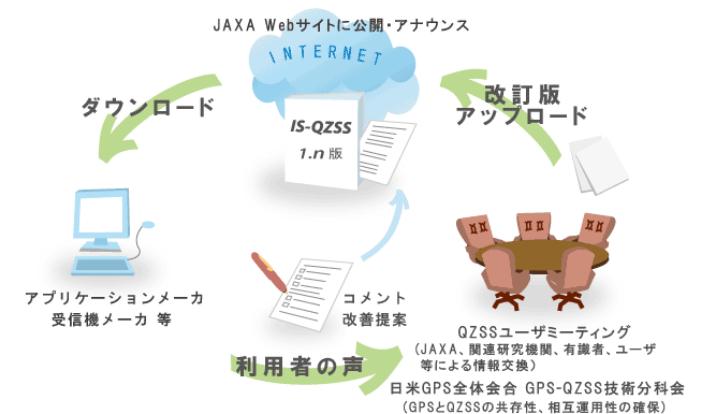 JAXA Webサイトに公開・アナウンス
INTERNET
ダウンロード
改訂版
アップロード
IS-QZSS
1.n 版
アプリケーションメーカ
受信機メーカ 等
コメント
改善提案
利用者の声
QZSSユーザミーティング
（JAXA、関連研究機関、有識者、ユーザ
等による情報交換）
日米GPS全体会合 GPS-QZSS技術分科会
（GPSとQZSSの共存性、相互運用性の確保）